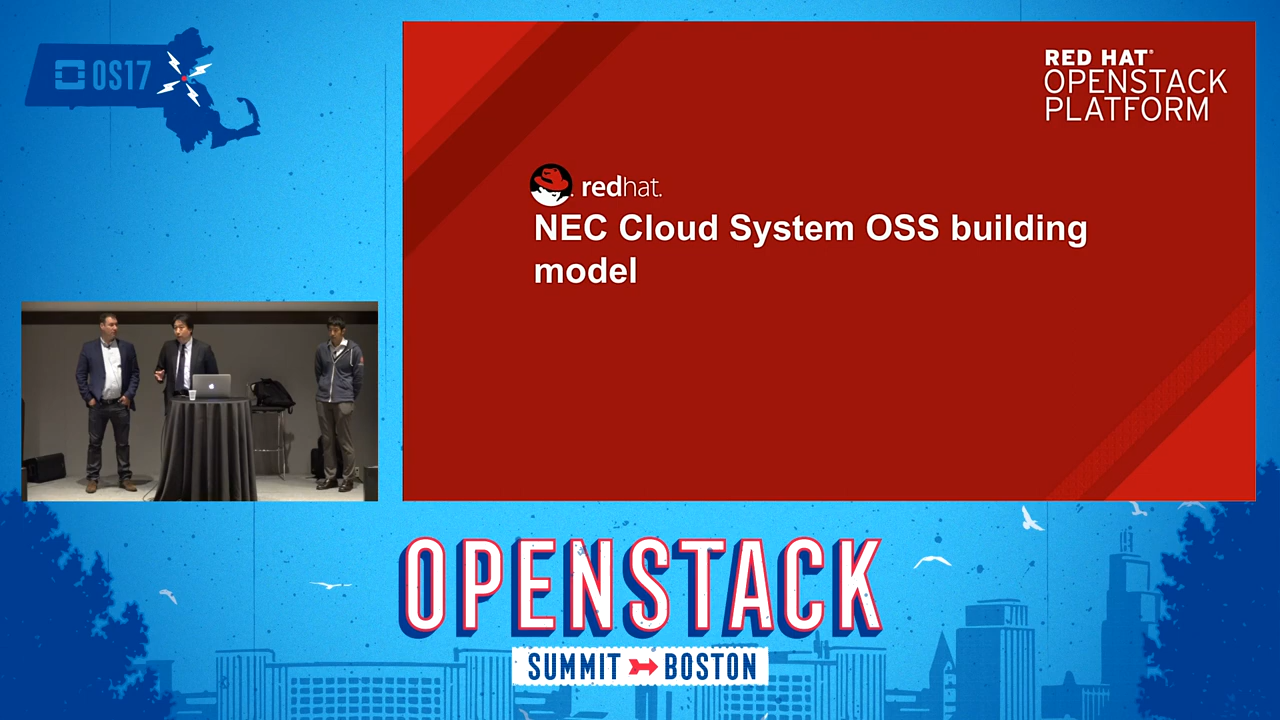 OS17
RED HAT®
OPENSTACK
PLATFORM
redhat.
NEC Cloud System OSS building
model
OPENSTACK
SUMMIT BOSTON